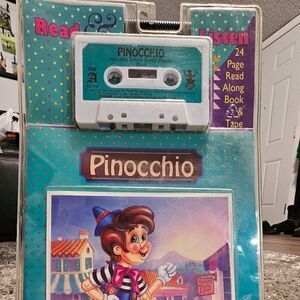 Read & Listen
PINOCCHIO
24
Page
Read
Along
Book
&
Tape
Pinocchio